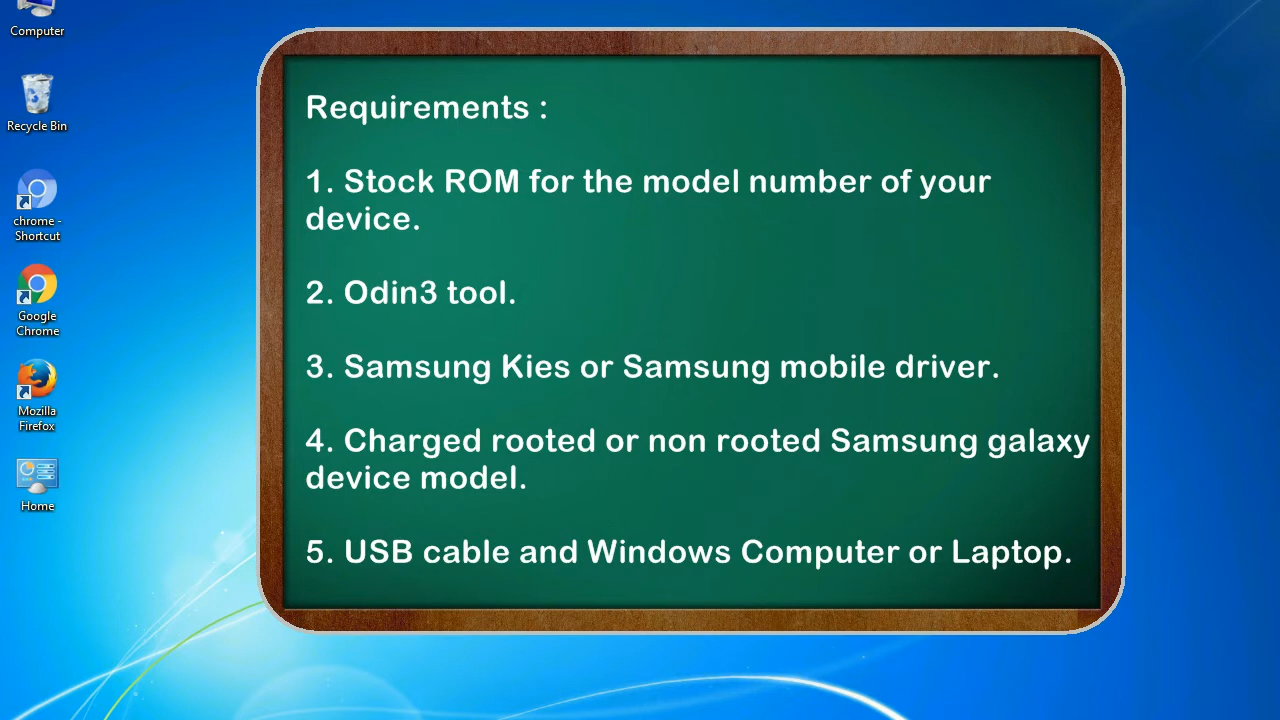 Computer
Recycle Bin
chrome -
Shortcut
Google
Chrome
Mozilla
Firefox
Home
Requirements :
1. Stock ROM for the model number of your
device.
2. Odin3 tool.
3. Samsung Kies or Samsung mobile driver.
4. Charged rooted or non rooted Samsung galaxy
device model.
5. USB cable and Windows Computer or Laptop.